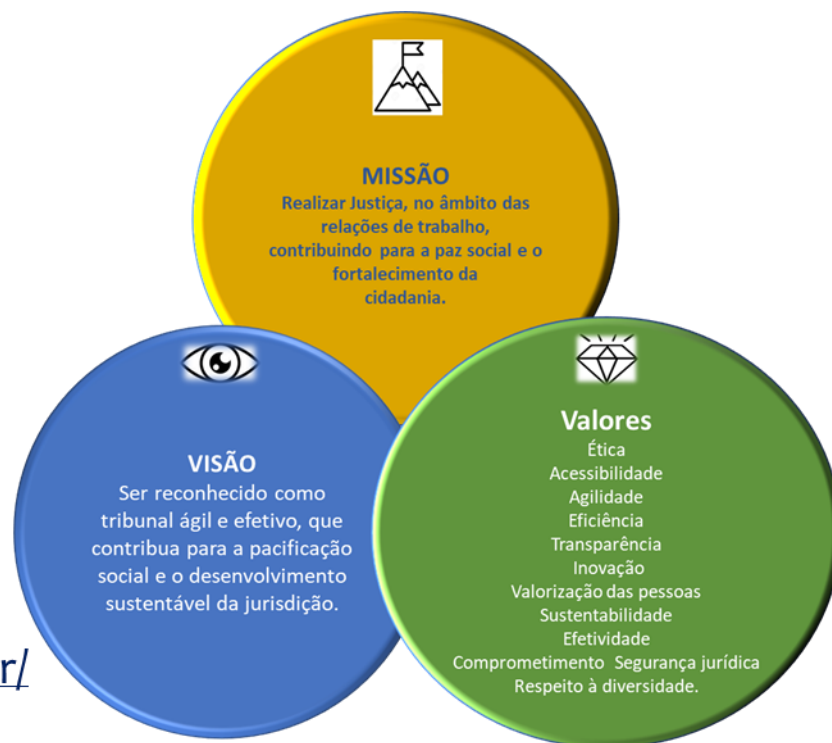 MISSÃO
Realizar Justiça, no âmbito das
relações de trabalho,
contribuindo para a paz social e o
fortalecimento da
cidadania.
VISÃO
Ser reconhecido como
tribunal ágil e efetivo, que
contribua para a pacificação
social e o desenvolvimento
sustentável da jurisdição.
Valores
Ética
Acessibilidade
Agilidade
Eficiência
Transparência
Inovação
Valorização das pessoas
Sustentabilidade
Efetividade
Comprometimento Segurança jurídica
Respeito à diversidade.
r/